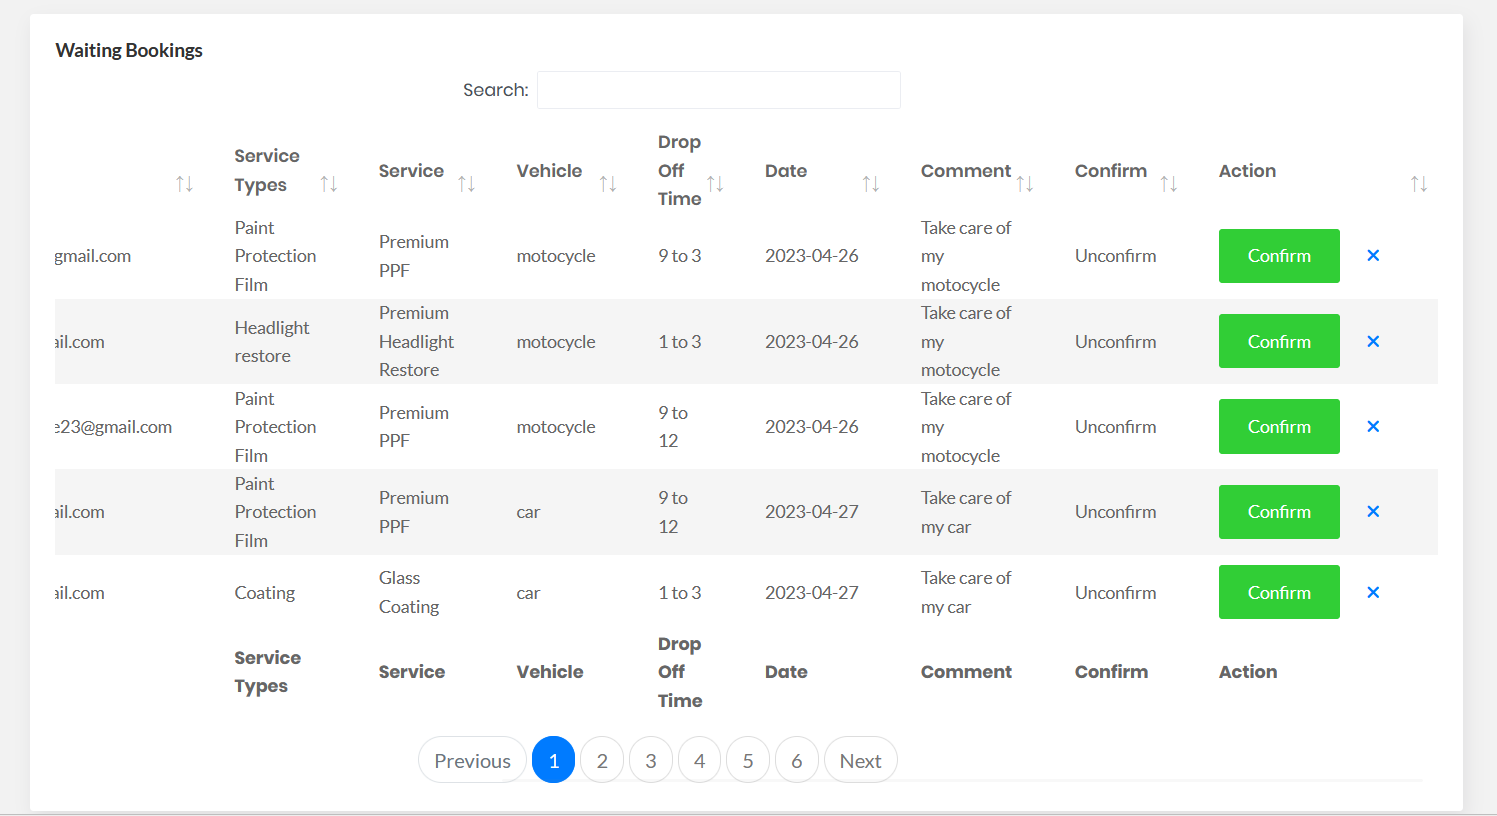 Waiting Bookings
Search:
Service Types Service Vehicle Drop Off Time Date Comment Confirm Action
gmail.com Paint Protection Film Premium PPF motocycle 9 to 3 2023-04-26 Take care of my motocycle Unconfirm Confirm ×
ail.com Headlight restore Premium Headlight Restore motocycle 1 to 3 2023-04-26 Take care of my motocycle Unconfirm Confirm ×
e23@gmail.com Paint Protection Film Premium PPF motocycle 9 to 12 2023-04-26 Take care of my motocycle Unconfirm Confirm ×
ail.com Paint Protection Film Premium PPF car 9 to 12 2023-04-27 Take care of my car Unconfirm Confirm ×
ail.com Coating Glass Coating car 1 to 3 2023-04-27 Take care of my car Unconfirm Confirm ×
Service Types Service Vehicle Drop Off Time Date Comment Confirm Action
Previous 1 2 3 4 5 6 Next